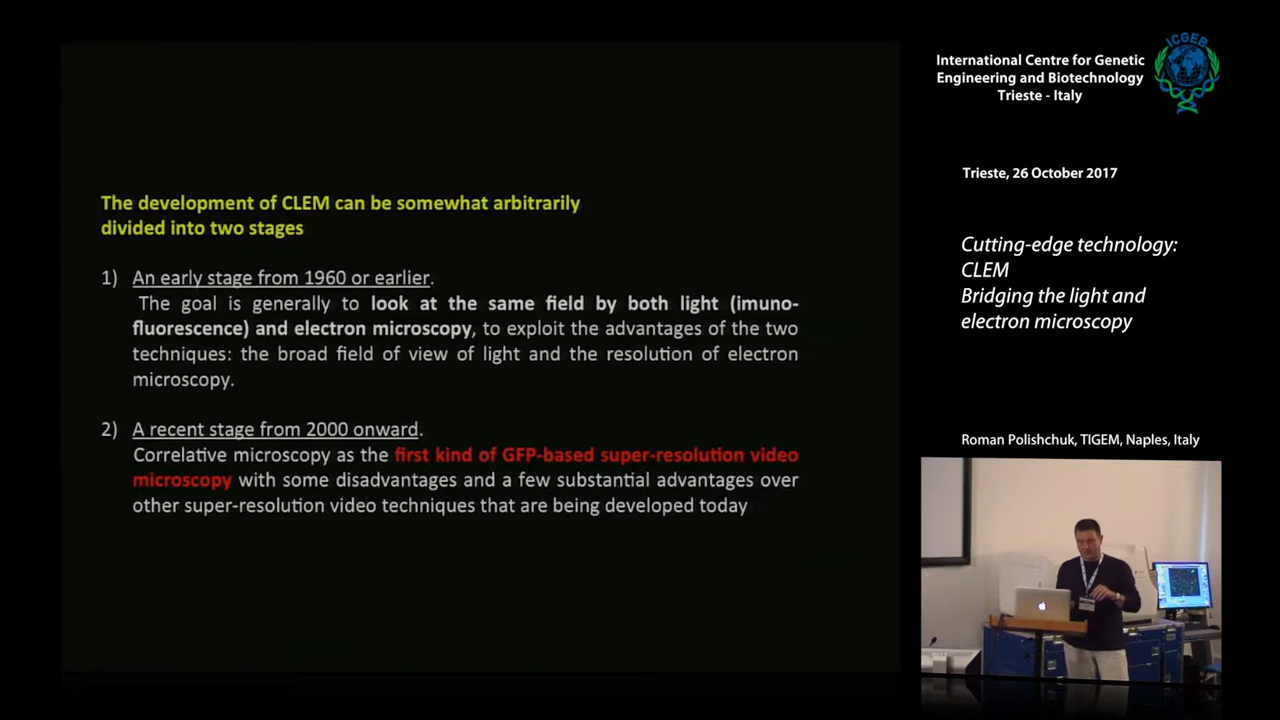 The development of CLEM can be somewhat arbitrarily
divided into two stages
1) An early stage from 1960 or earlier.
The goal is generally to look at the same field by both light (imuno-
fluorescence) and electron microscopy, to exploit the advantages of the two
techniques: the broad field of view of light and the resolution of electron
microscopy.
2) A recent stage from 2000 onward.
Correlative microscopy as the first kind of GFP-based super-resolution video
microscopy with some disadvantages and a few substantial advantages over
other super-resolution video techniques that are being developed today
International Centre for Genetic
Engineering and Biotechnology
Trieste - Italy
ICGEB
Trieste, 26 October 2017
Cutting-edge technology:
CLEM
Bridging the light and
electron microscopy
Roman Polishchuk, TIGEM, Naples, Italy